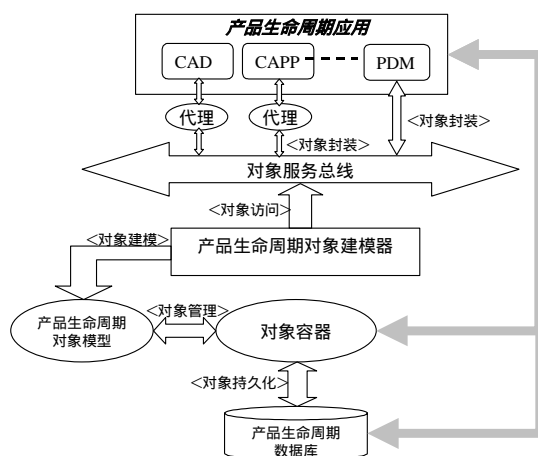 产品生命周期应用
CAD
CAPP
PDM
代理
代理
<对象封装>
<对象封装>
对象服务总线
<对象访问>
<对象建模>
产品生命周期对象建模器
产品生命周期
对象模型
<对象管理>
对象容器
<对象持久化>
产品生命周期
数据库